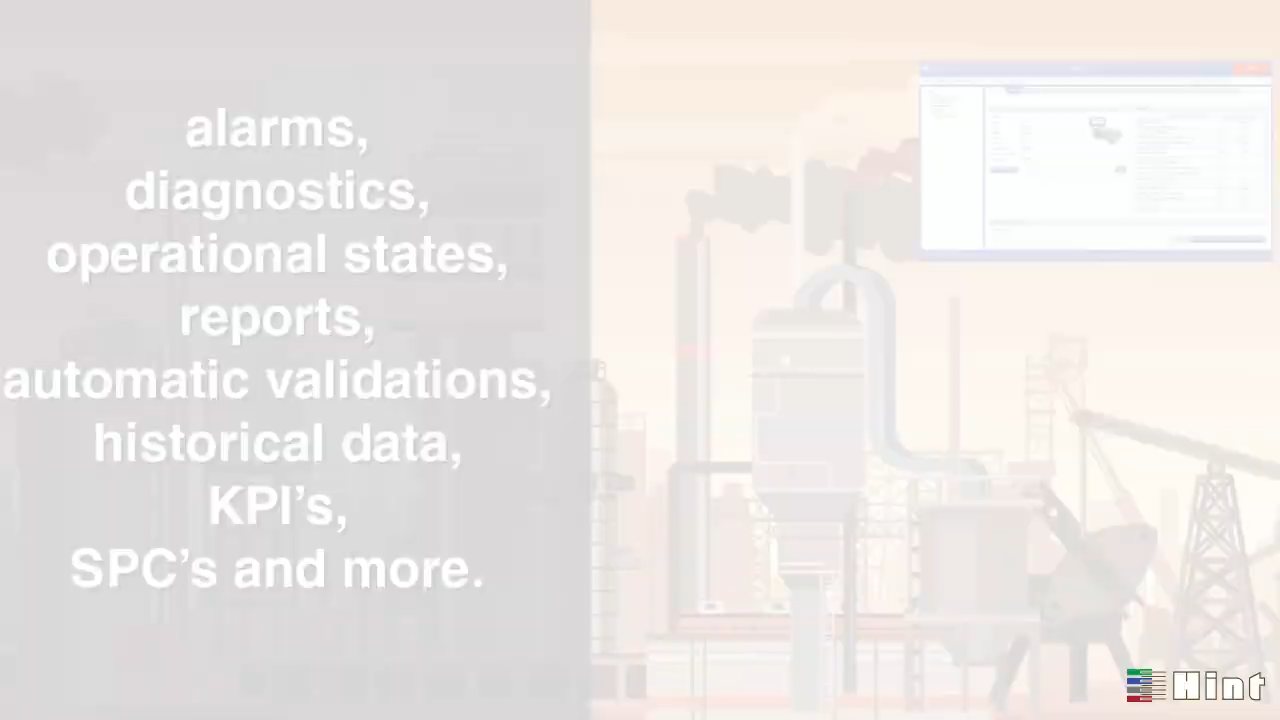 alarms,
diagnostics,
operational states,
reports,
automatic validations,
historical data,
KPI’s,
SPC’s and more.
Hint